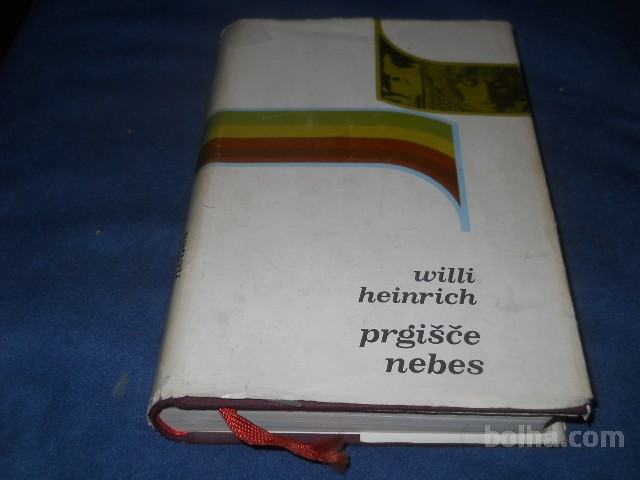 willi
heinrich
prgišče
nebes
bolha.com